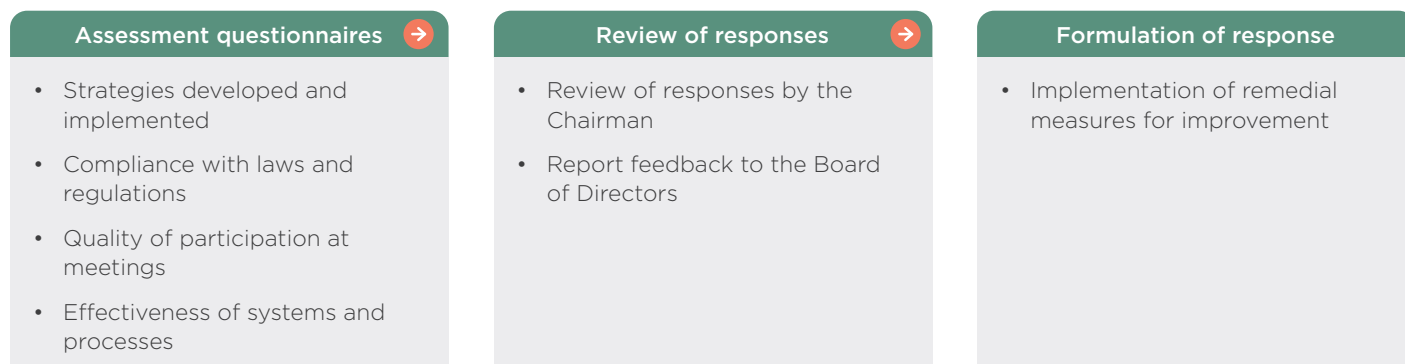 Assessment questionnaires
• Strategies developed and
implemented
• Compliance with laws and
regulations
• Quality of participation at
meetings
• Effectiveness of systems and
processes
Review of responses
• Review of responses by the
Chairman
• Report feedback to the Board
of Directors
Formulation of response
• Implementation of remedial
measures for improvement